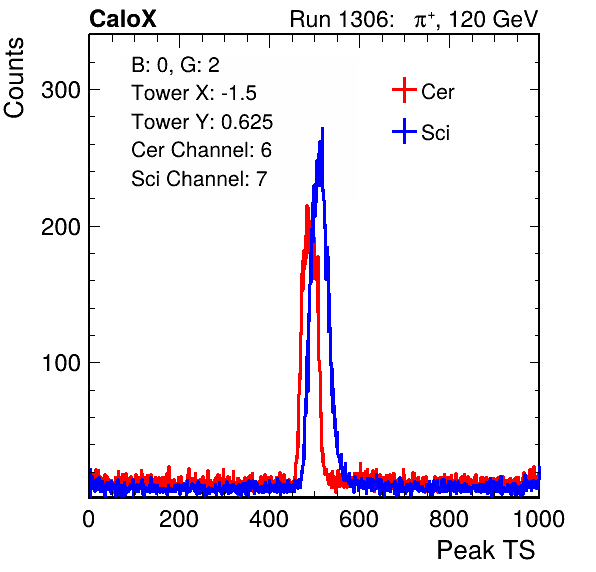 CaloX Run 1306: π⁺, 120 GeV
Counts
B: 0, G: 2
Tower X: -1.5
Tower Y: 0.625
Cer Channel: 6
Sci Channel: 7
Cer
Sci
300
200
100
0 200 400 600 800 1000
Peak TS